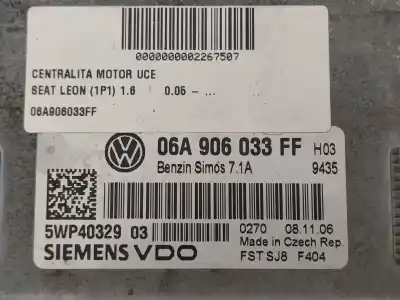 0000000002267507
CENTRALITA MOTOR UCE
SEAT LEON (1P1) 1.6 0.05 - ...
06A906033FF
06A 906 033 FF H03
Benzin Simos 7.1A 9435
5WP40329 03
0270 08.11.06
Made in Czech Rep.
SIEMENS VDO FST SJ8 F404